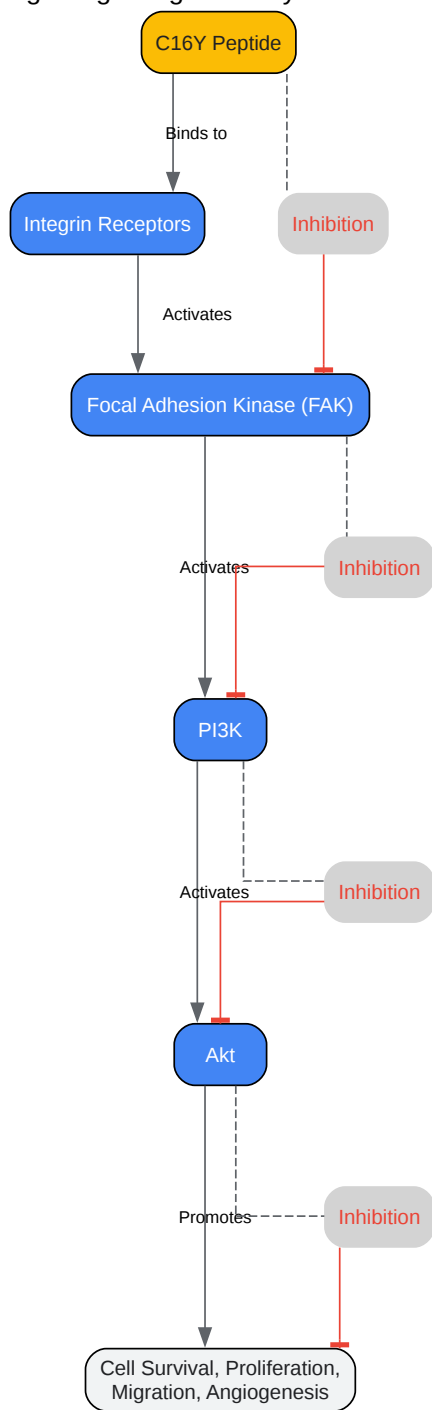 C16Y Peptide
Binds to
Integrin Receptors
Inhibition
Activates
Focal Adhesion Kinase (FAK)
Activates
Inhibition
PI3K
Activates
Inhibition
Akt
Promotes
Inhibition
Cell Survival, Proliferation,
Migration, Angiogenesis